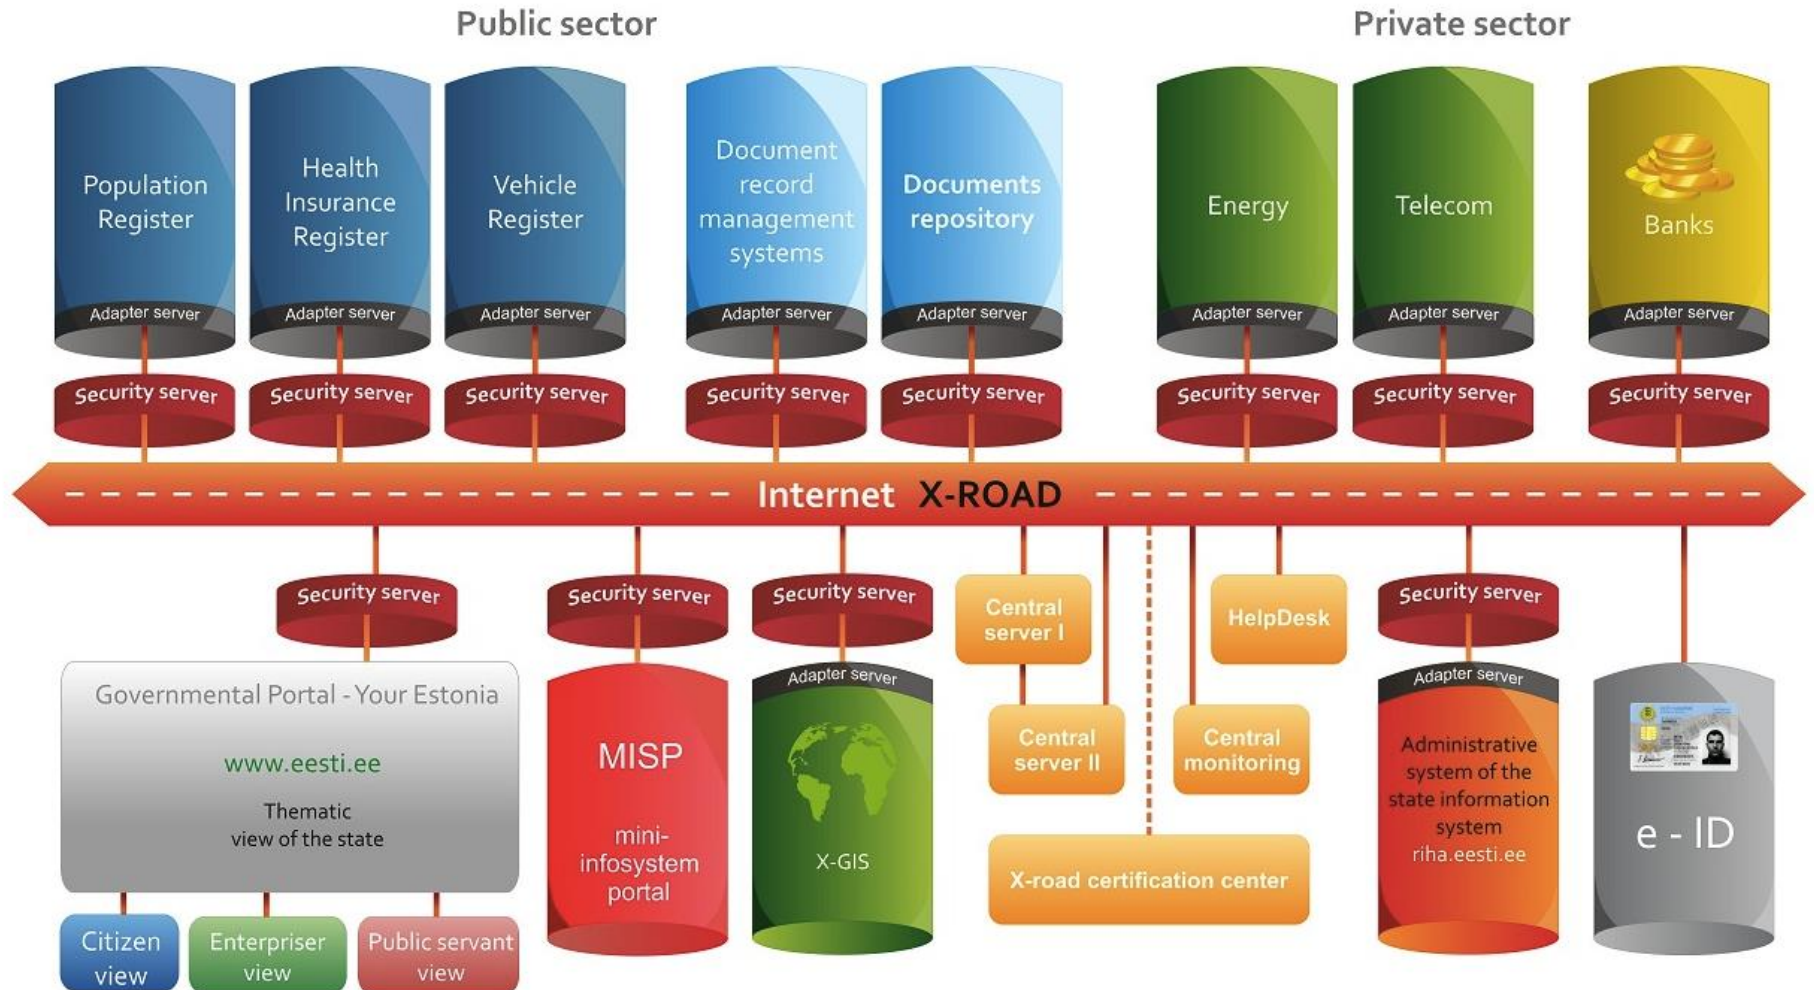 Public sector
Private sector
Population
Register
Adapter server
Security server
Health
Insurance
Register
Adapter server
Security server
Vehicle
Register
Adapter server
Security server
Document
record
management
systems
Adapter server
Security server
Documents
repository
Adapter server
Security server
Energy
Adapter server
Security server
Telecom
Adapter server
Security server
Banks
Adapter server
Security server
Internet X-ROAD
Security server
Governmental Portal - Your Estonia
www.eesti.ee
Thematic
view of the state
Citizen
view
Enterpriser
view
Public servant
view
Security server
MISP
mini-
infosystem
portal
Security server
Adapter server
X-GIS
Central
server I
Central
server II
Central
monitoring
HelpDesk
X-road certification center
Security server
Adapter server
Administrative
system of the
state information
system
riha.eesti.ee
e - ID